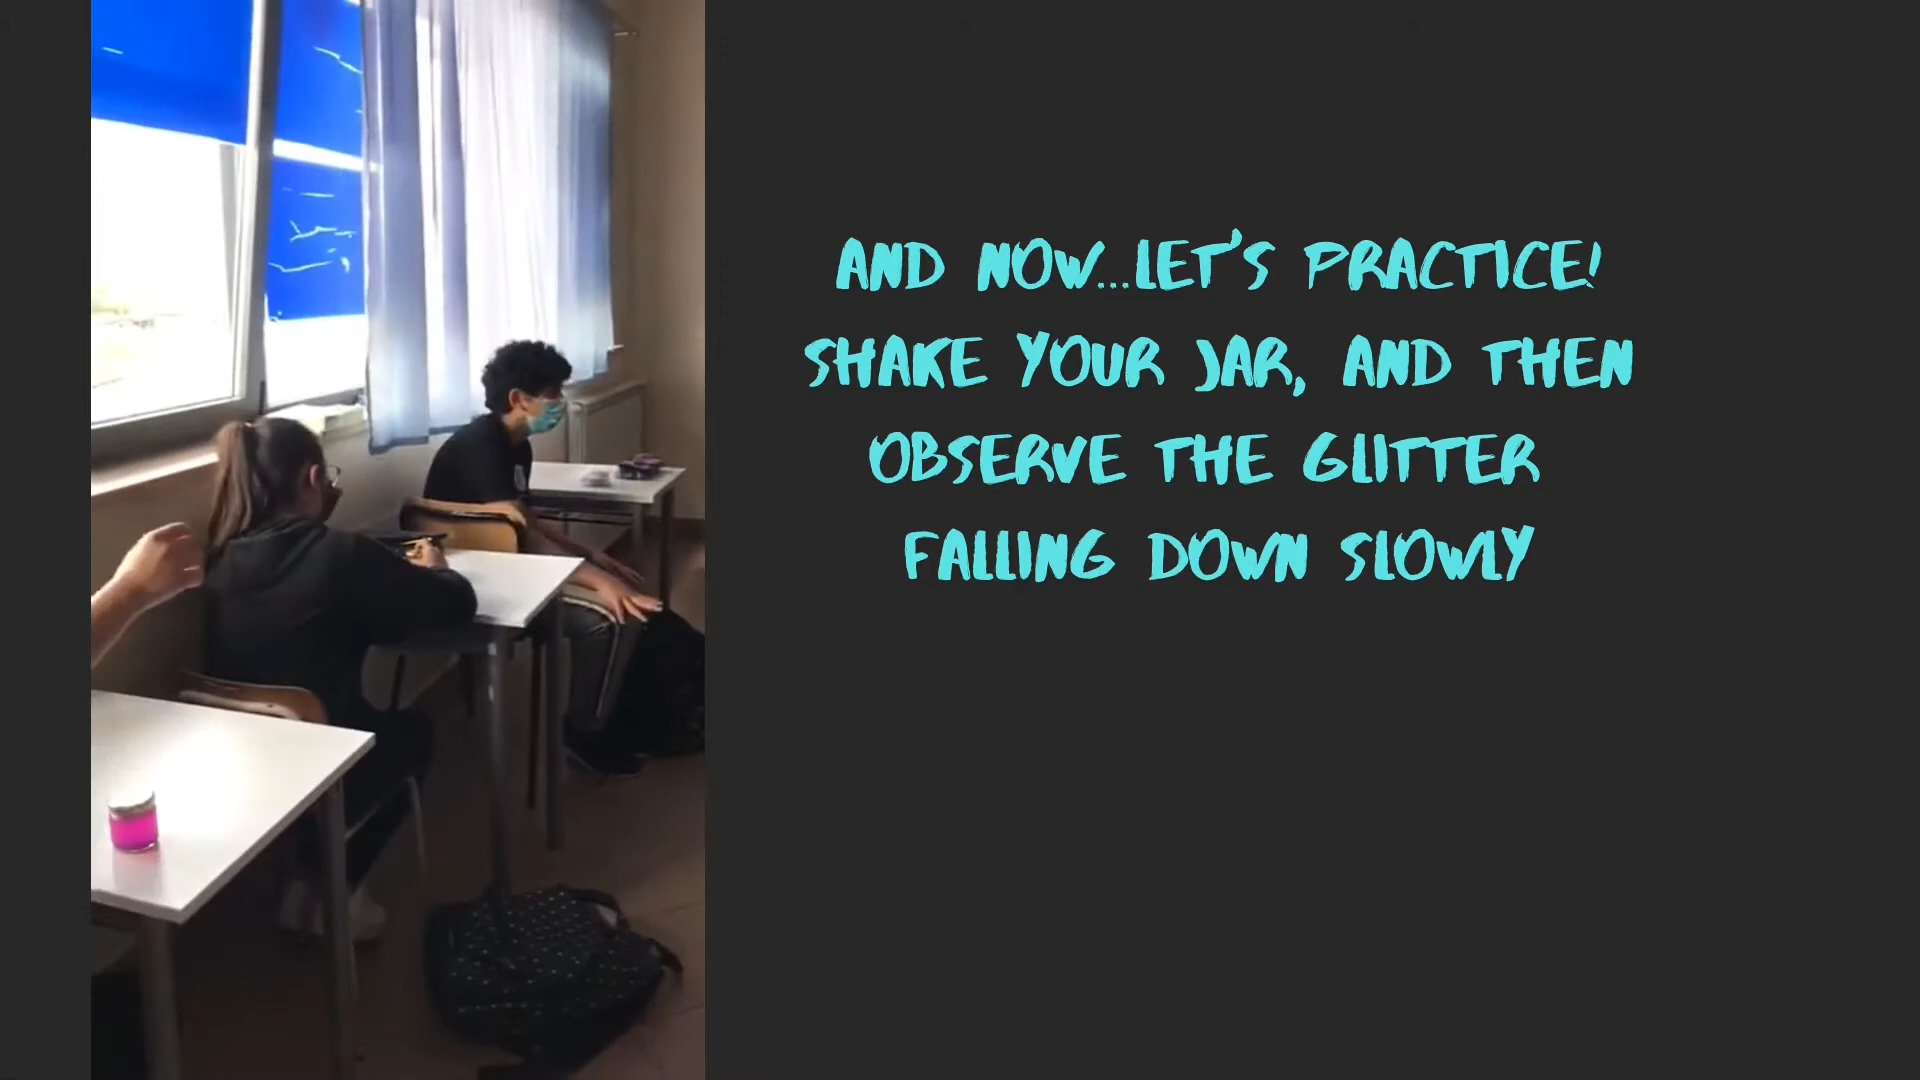 AND NOW...LET'S PRACTICE!
SHAKE YOUR JAR, AND THEN
OBSERVE THE GLITTER
FALLING DOWN SLOWLY